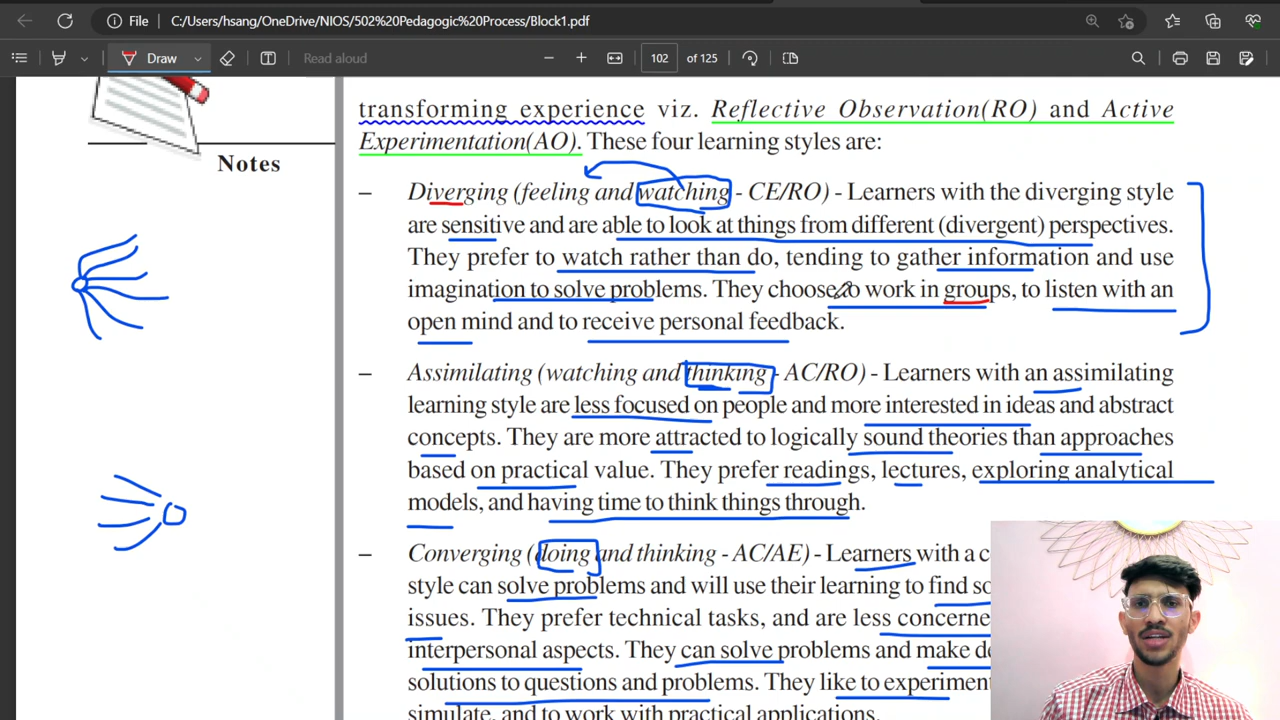 File
C:/Users/hsang/OneDrive/NIOS/502%20Pedagogic%20Process/Block1.pdf
Draw
Read aloud
102 of 125
Notes
transforming experience viz. Reflective Observation(RO) and Active
Experimentation(AO). These four learning styles are:
– Diverging (feeling and watching - CE/RO) - Learners with the diverging style
are sensitive and are able to look at things from different (divergent) perspectives.
They prefer to watch rather than do, tending to gather information and use
imagination to solve problems. They choose to work in groups, to listen with an
open mind and to receive personal feedback.
– Assimilating (watching and thinking - AC/RO) - Learners with an assimilating
learning style are less focused on people and more interested in ideas and abstract
concepts. They are more attracted to logically sound theories than approaches
based on practical value. They prefer readings, lectures, exploring analytical
models, and having time to think things through.
– Converging (doing and thinking - AC/AE) - Learners with a c
style can solve problems and will use their learning to find so
issues. They prefer technical tasks, and are less concerne
interpersonal aspects. They can solve problems and make de
solutions to questions and problems. They like to experiment
simulate, and to work with practical applications.